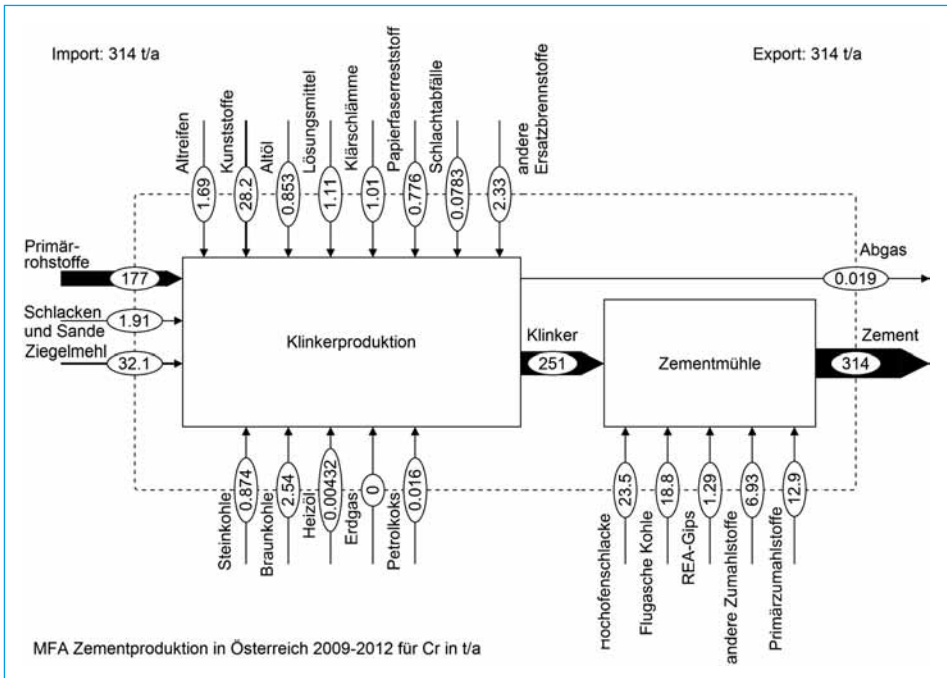 Import: 314 t/a
Export: 314 t/a
Altreifen
Kunststoffe
Altöl
Lösungsmittel
Klärschlämme
Papierfaserreststoff
Schlachtabfälle
andere
Ersatzbrennstoffe
1.69
28.2
0.853
1.11
1.01
0.776
0.0783
2.33
Primär-
rohstoffe
177
Schlacken
1.91
und Sande
Ziegelmehl
32.1
Klinkerproduktion
Klinker
251
Zementmühle
Abgas
0.019
Zement
314
0.874
2.54
0.00432
0
0.016
Steinkohle
Braunkohle
Heizöl
Erdgas
Petrolkoks
23.5
18.8
1.29
6.93
12.9
Hochofenschlacke
Flugasche Kohle
REA-Gips
andere Zumahlstoffe
Primärzumahlstoffe
MFA Zementproduktion in Österreich 2009-2012 für Cr in t/a